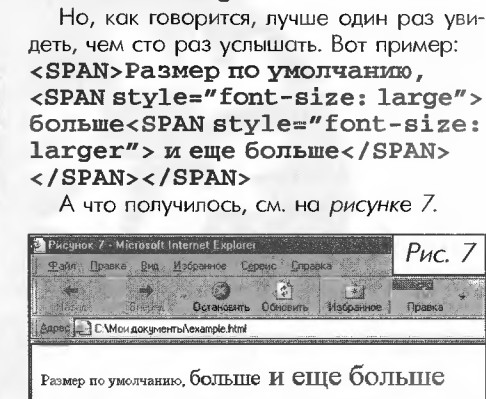 Но, как говорится, лучше один раз уви-
деть, чем сто раз услышать. Вот пример:
<SPAN>Размер по умолчанию,
<SPAN style="font-size: large">
больше<SPAN style="font-size:
larger"> и еще больше</SPAN>
</SPAN></SPAN>
А что получилось, см. на рисунке 7.
Рис. 7
Рисунок 7 - Microsoft Internet Explorer
Файл Правка Вид Избранное Сервис Справка
Остановить Обновить Избранное Правка
Адрес C:\Мои документы\example.html
Размер по умолчанию, больше и еще больше